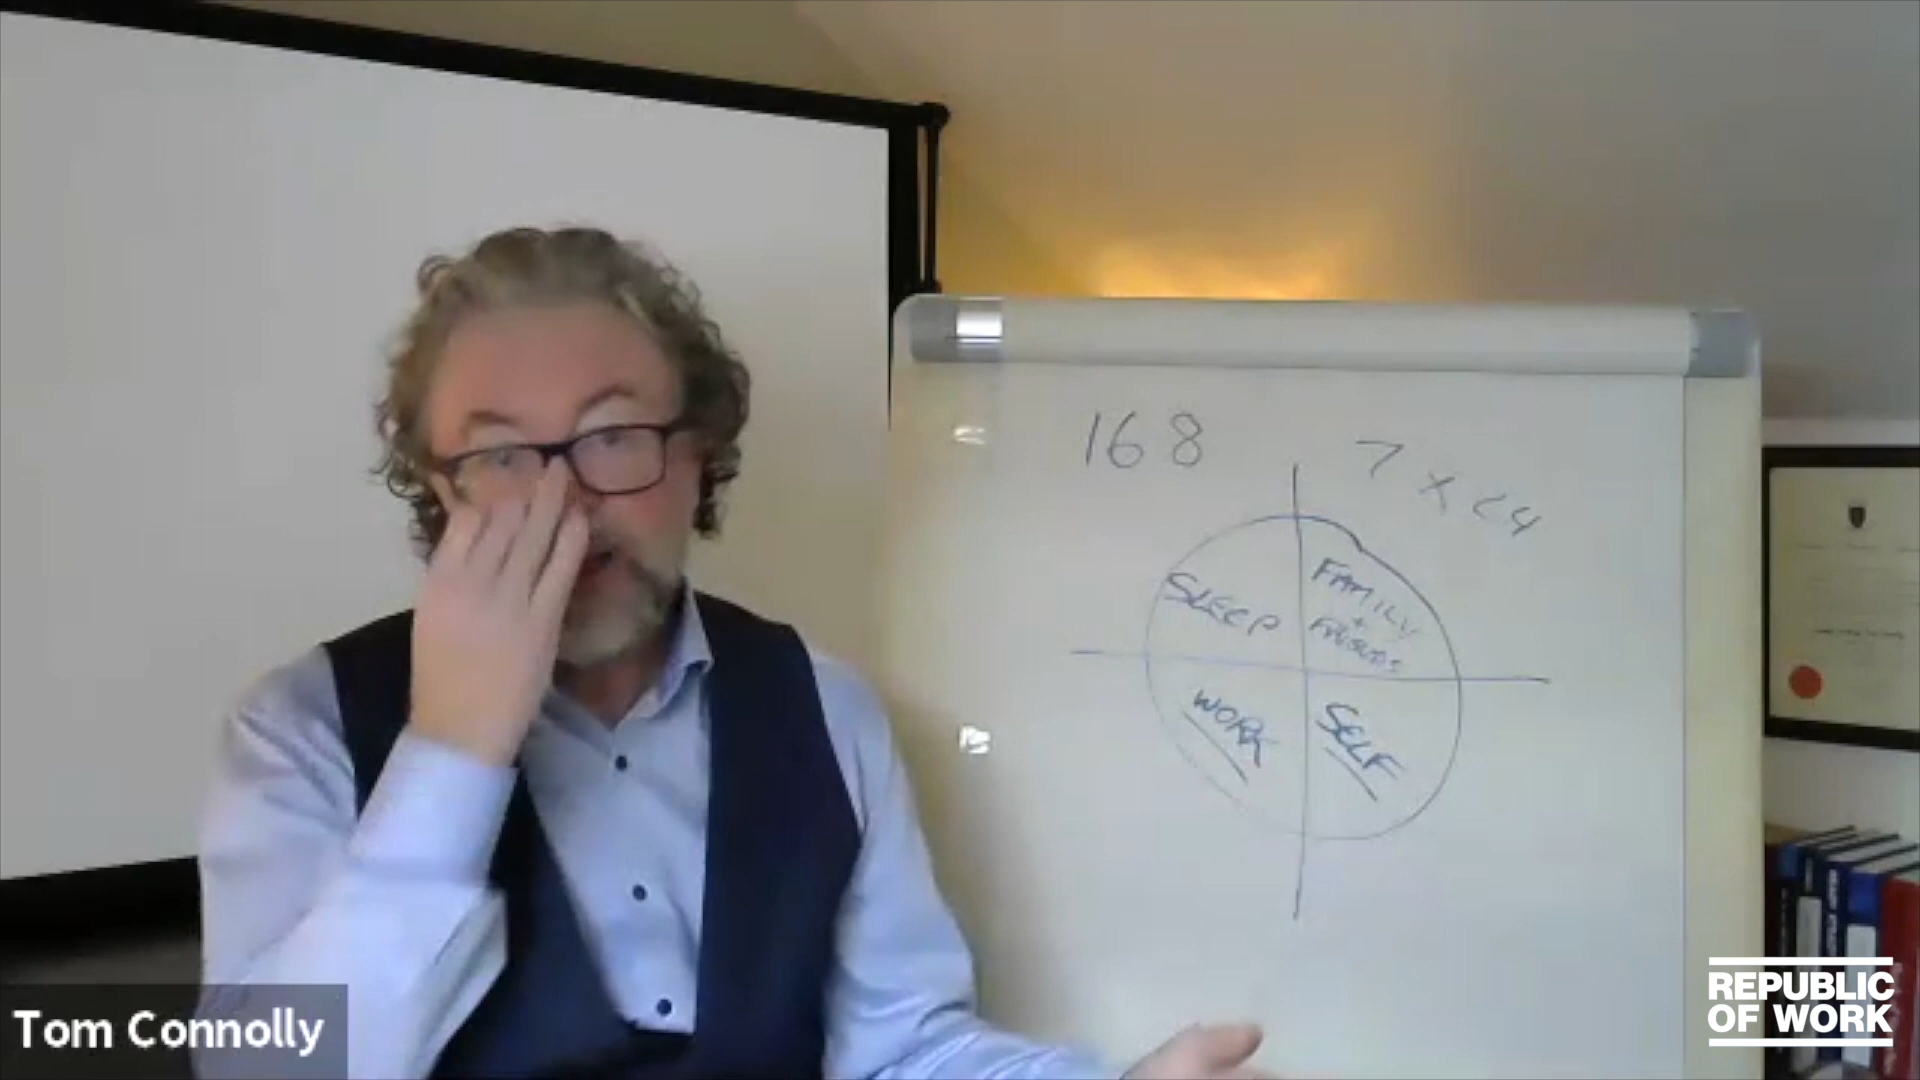 168
7 x 24
SLEEP
FAMILY
+
FRIENDS
WORK
SELF
Tom Connolly
REPUBLIC
OF WORK